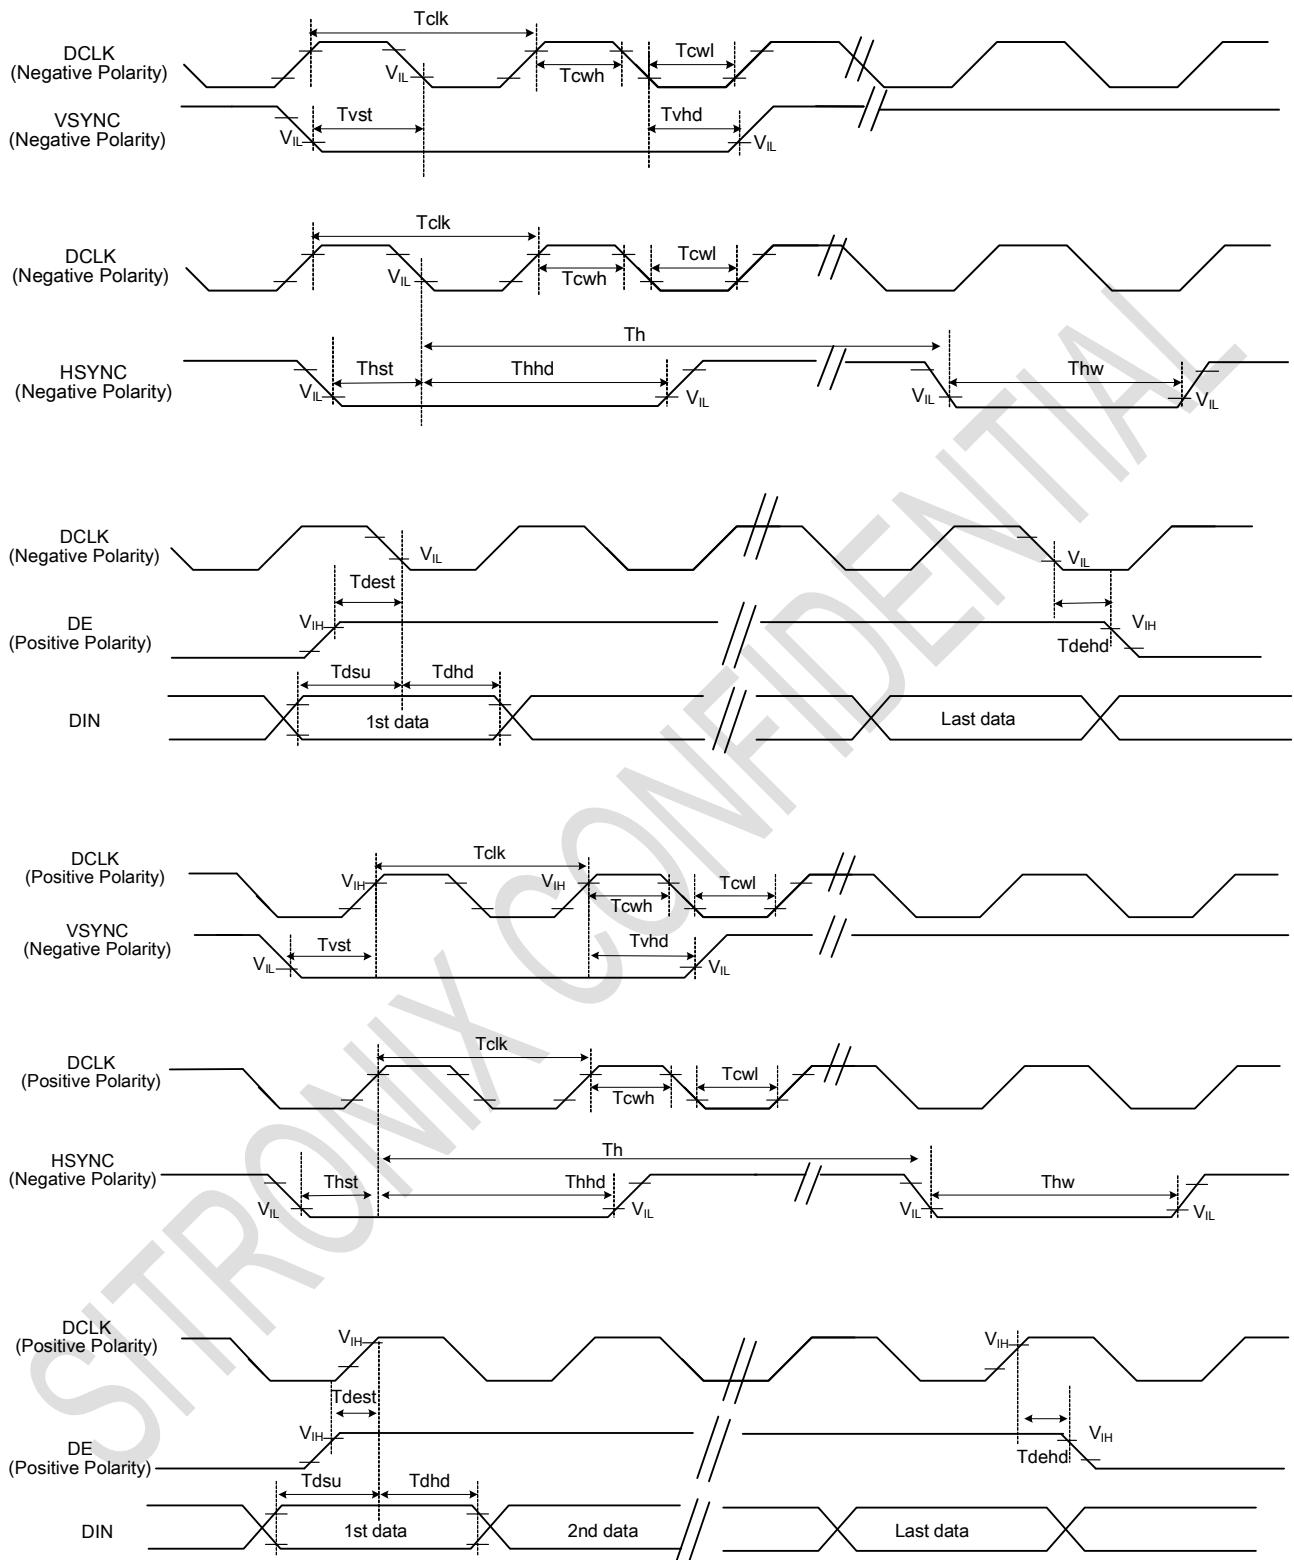 Tclk
DCLK
(Negative Polarity)
VIL
Tcwh
Tcwl
VSYNC
(Negative Polarity)
Tvst
Tvhd
VIL
VIL
Tclk
DCLK
(Negative Polarity)
VIL
Tcwh
Tcwl
Th
HSYNC
(Negative Polarity)
Thst
Thhd
Thw
VIL
VIL
VIL
VIL
DCLK
(Negative Polarity)
VIL
VIL
Tdest
DE
(Positive Polarity)
VIH
VIH
Tdehd
Tdsu
Tdhd
DIN
1st data
Last data
DCLK
(Positive Polarity)
Tclk
VIH
VIH
Tcwh
Tcwl
VSYNC
(Negative Polarity)
Tvst
Tvhd
VIL
VIL
Tclk
DCLK
(Positive Polarity)
Tcwh
Tcwl
Th
HSYNC
(Negative Polarity)
Thst
Thhd
Thw
VIL
VIL
VIL
VIL
DCLK
(Positive Polarity)
VIH
VIH
Tdest
DE
(Positive Polarity)
VIH
VIH
Tdehd
Tdsu
Tdhd
DIN
1st data
2nd data
Last data
SITRONIX CONFIDENTIAL